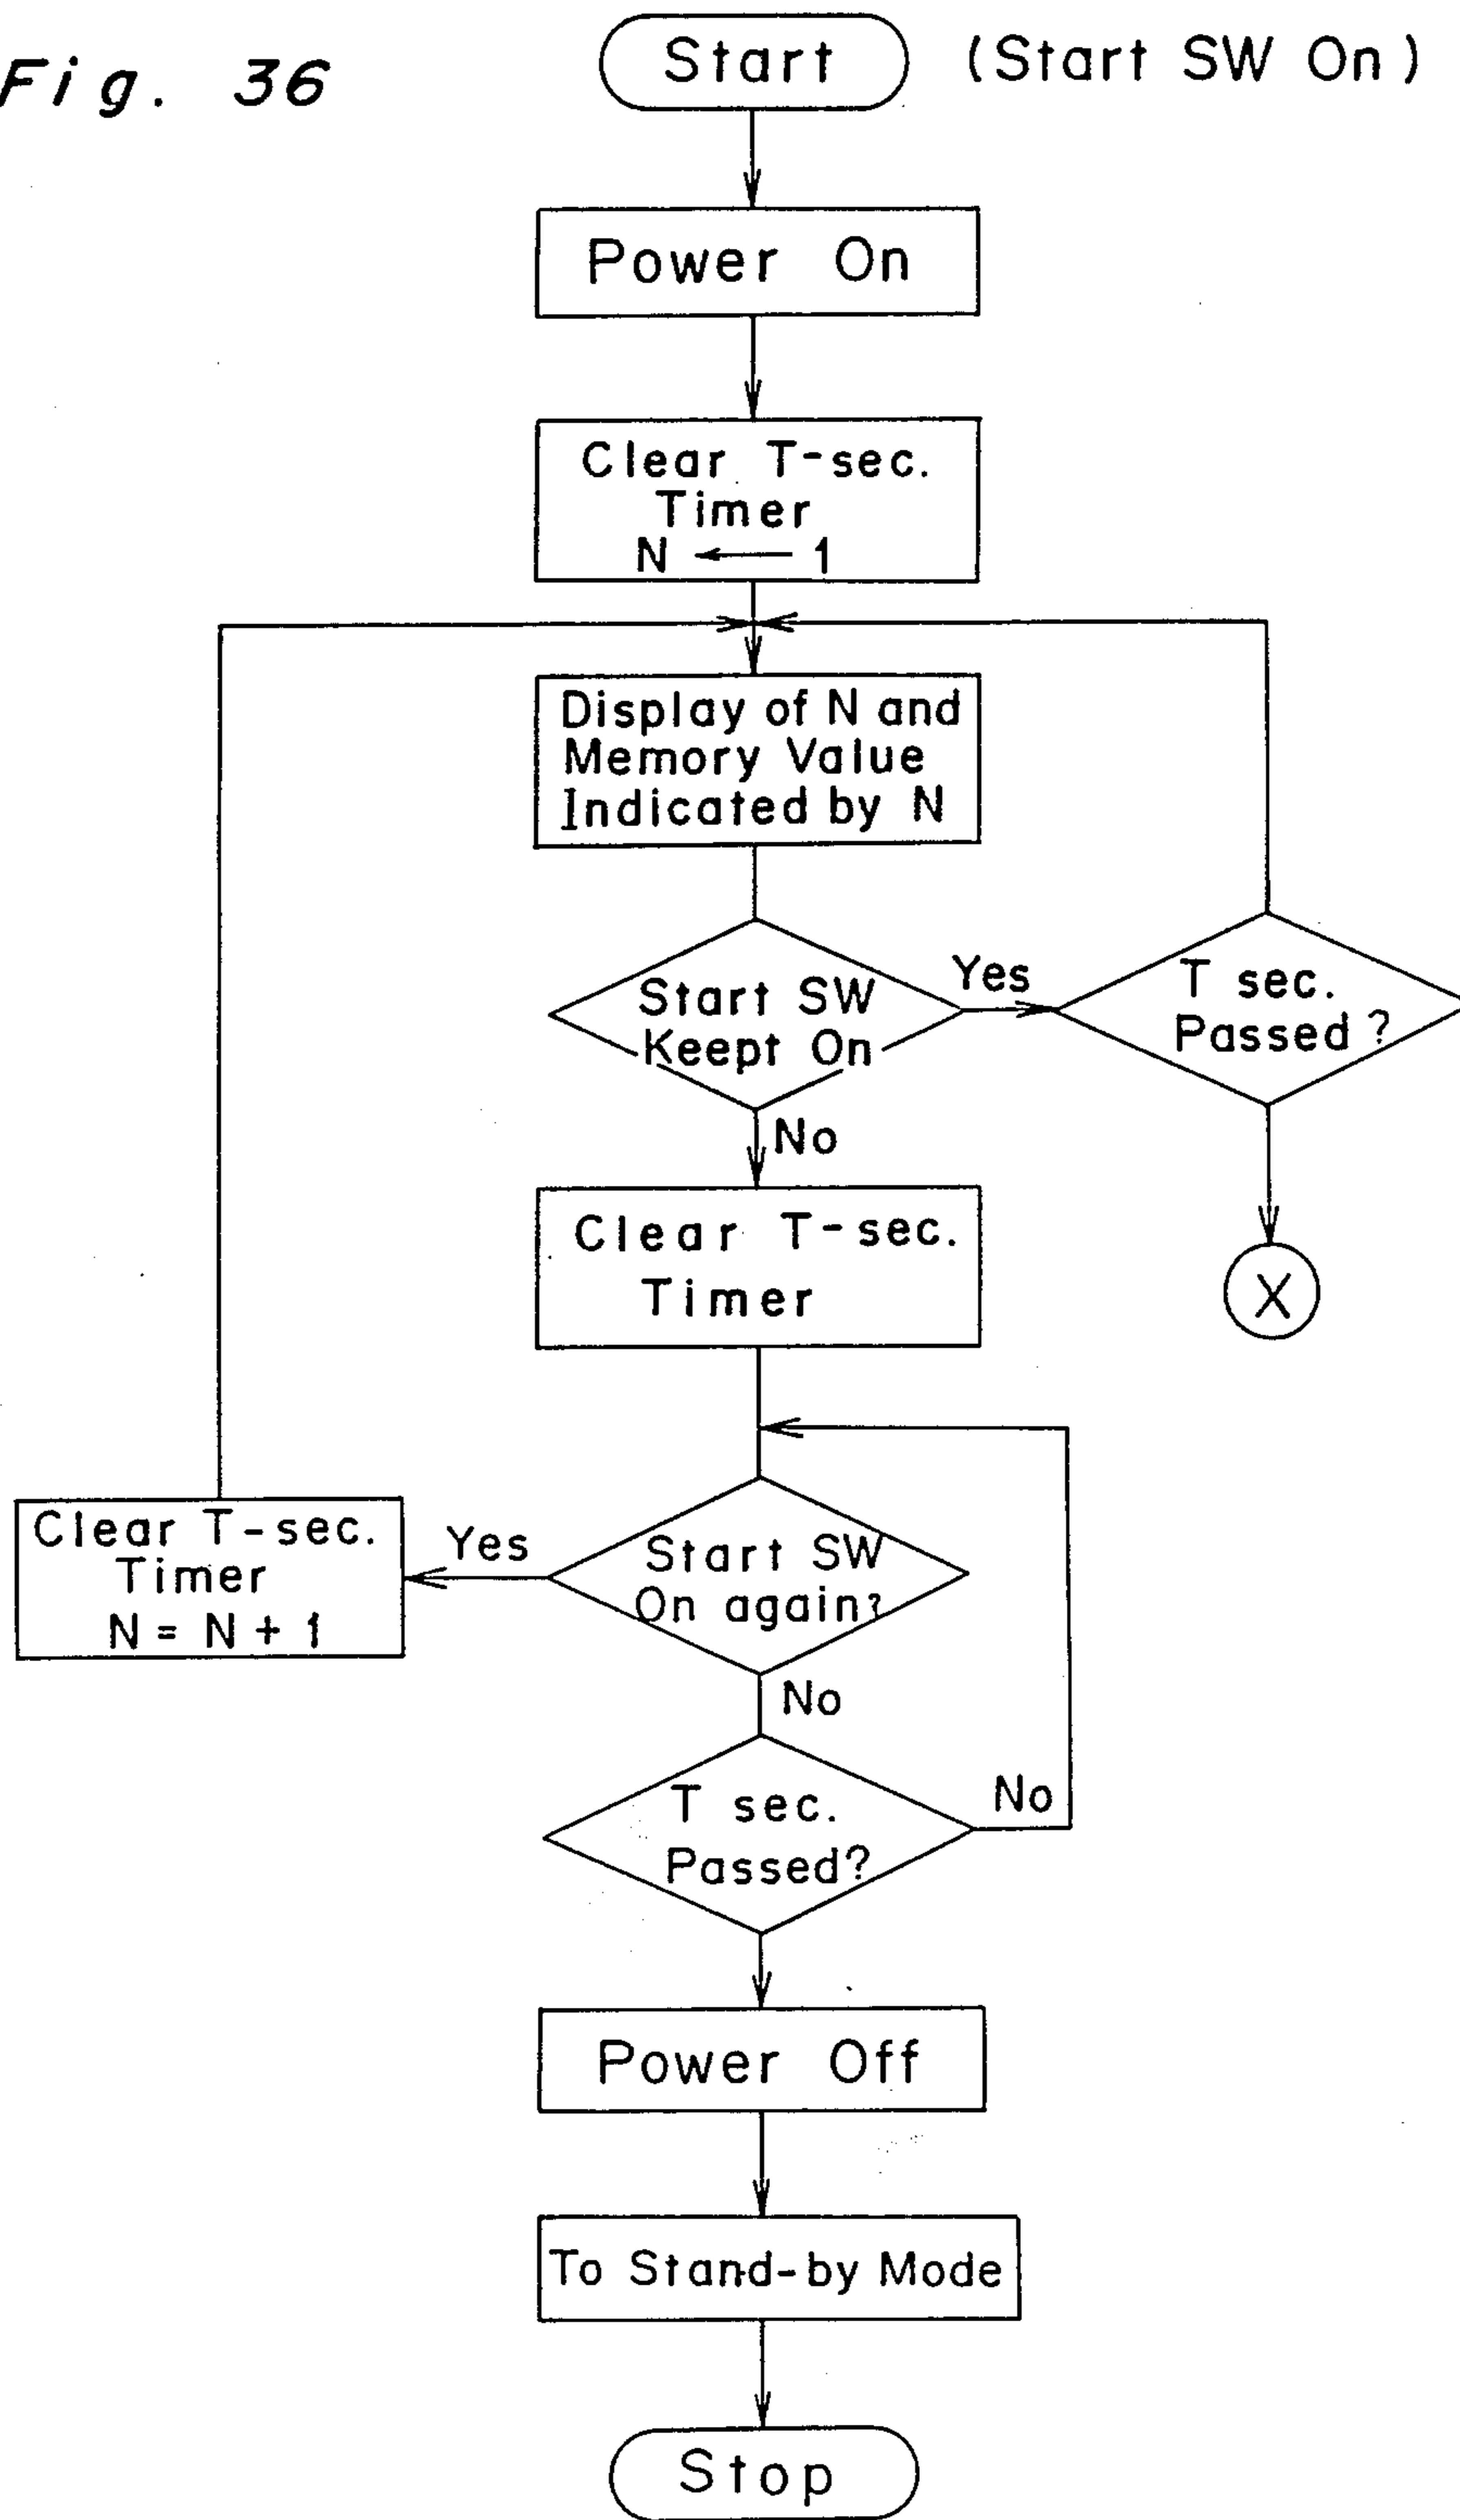 Fig. 36
Start
(Start SW On)
Power On
Clear T-sec.
Timer
N ← 1
Display of N and
Memory Value
Indicated by N
Start SW
Keept On
Yes
T sec.
Passed?
No
Clear T-sec.
Timer
X
Start SW
On again?
Yes
Clear T-sec.
Timer
N = N + 1
No
T sec.
Passed?
No
Power Off
To Stand-by Mode
Stop